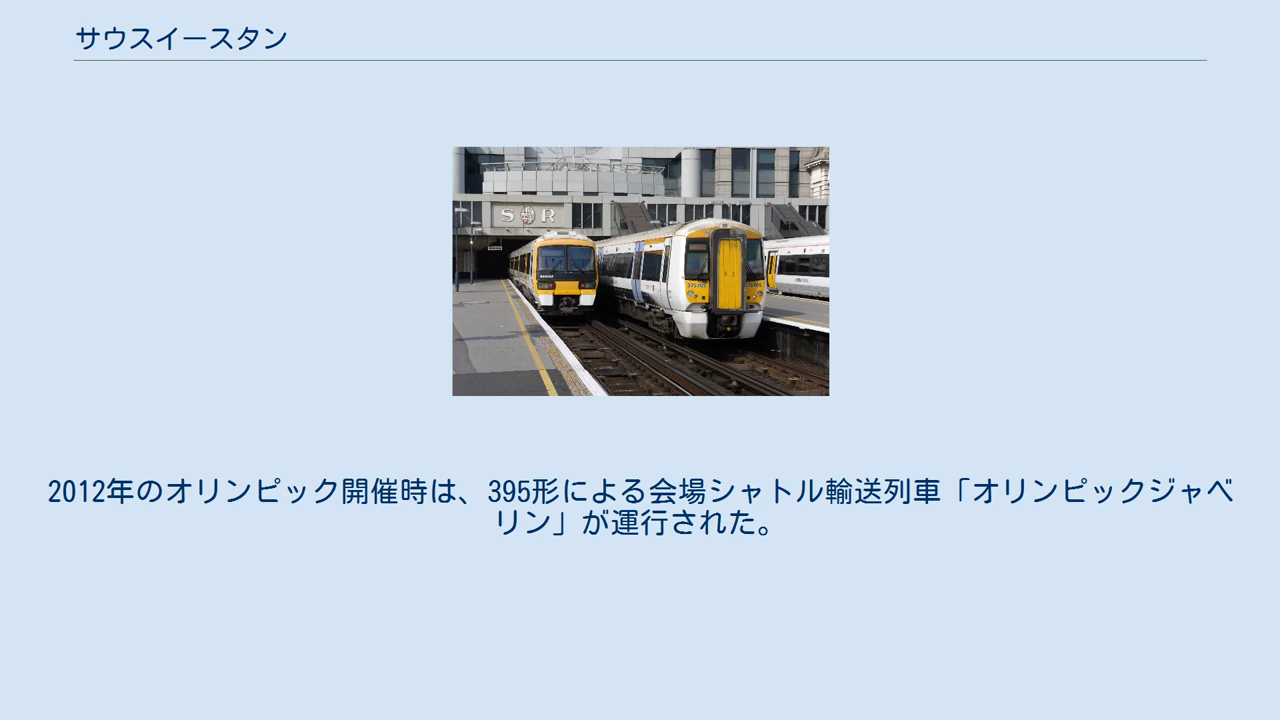 サウスイースタン
S R
375705
2012年のオリンピック開催時は、395形による会場シャトル輸送列車「オリンピックジャベ
リン」が運行された。